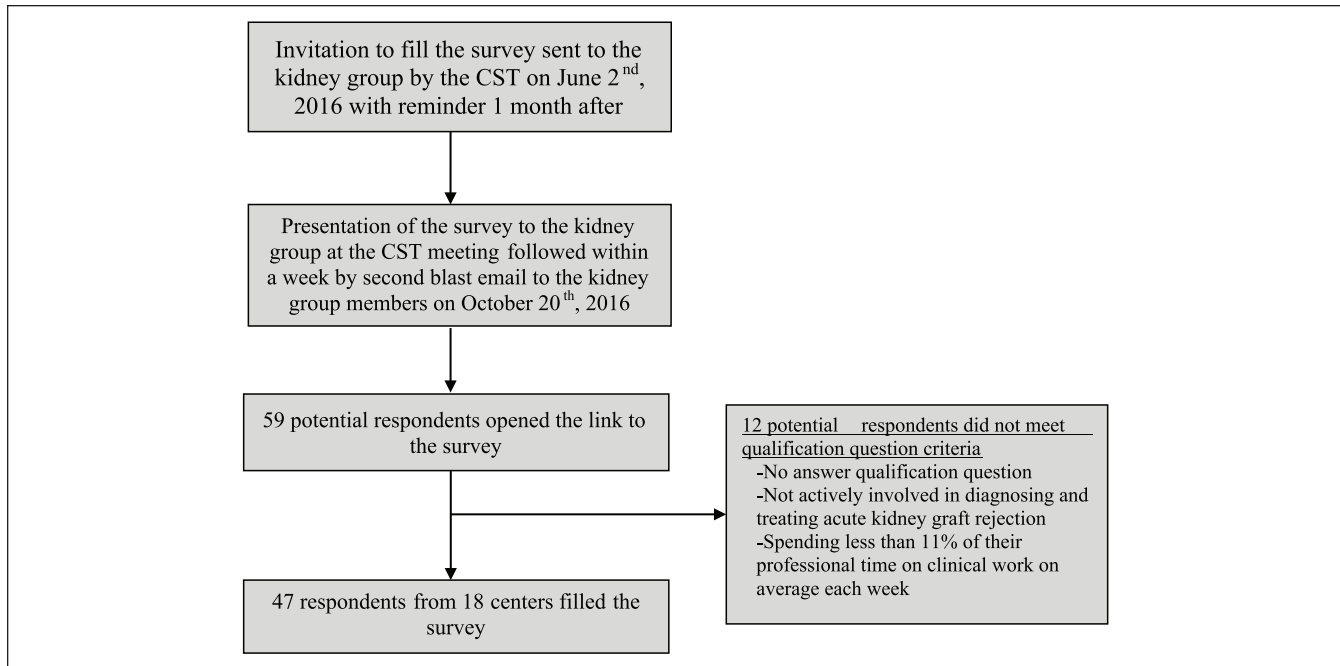 Invitation to fill the survey sent to the
kidney group by the CST on June 2nd,
2016 with reminder 1 month after
Presentation of the survey to the kidney
group at the CST meeting followed within
a week by second blast email to the kidney
group members on October 20th, 2016
59 potential respondents opened the link to
the survey
12 potential respondents did not meet
qualification question criteria
-No answer qualification question
-Not actively involved in diagnosing and
treating acute kidney graft rejection
-Spending less than 11% of their
professional time on clinical work on
average each week
47 respondents from 18 centers filled the
survey